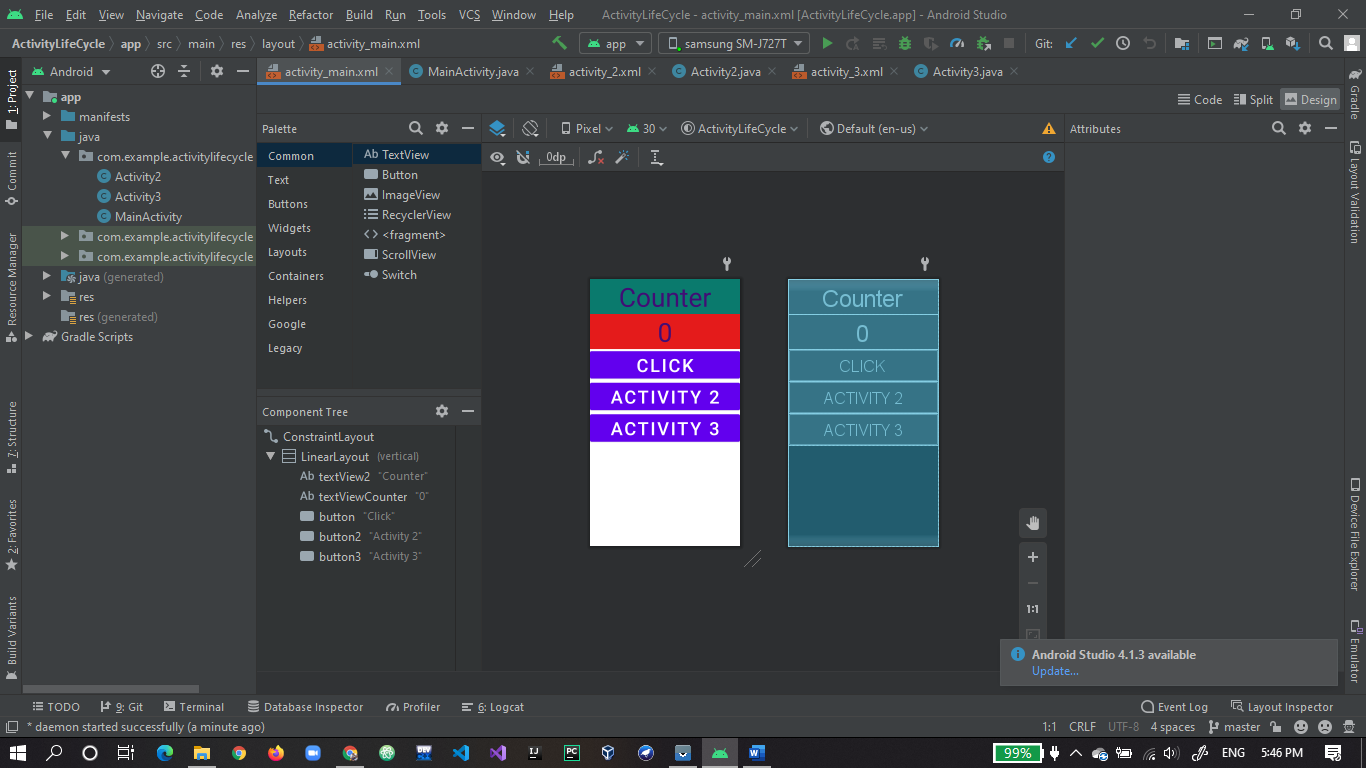 File Edit View Navigate Code Analyze Refactor Build Run Tools VCS Window Help ActivityLifeCycle - activity_main.xml [ActivityLifeCycle.app] - Android Studio
ActivityLifeCycle app src main res layout activity_main.xml app samsung SM-J727T Git:
1: Project
Commit
Resource Manager
7: Structure
2: Favorites
Build Variants
Android
app
manifests
java
com.example.activitylifecycle
Activity2
Activity3
MainActivity
com.example.activitylifecycle
com.example.activitylifecycle
java (generated)
res
res (generated)
Gradle Scripts
activity_main.xml MainActivity.java activity_2.xml Activity2.java activity_3.xml Activity3.java
Code Split Design
Palette
Common
Text
Buttons
Widgets
Layouts
Containers
Helpers
Google
Legacy
Ab TextView
Button
ImageView
RecyclerView
<> <fragment>
ScrollView
Switch
Component Tree
ConstraintLayout
LinearLayout (vertical)
Ab textView2 "Counter"
Ab textViewCounter "0"
button "Click"
button2 "Activity 2"
button3 "Activity 3"
Pixel 30 ActivityLifeCycle Default (en-us)
0dp
Counter
0
CLICK
ACTIVITY 2
ACTIVITY 3
Counter
0
CLICK
ACTIVITY 2
ACTIVITY 3
1:1
Attributes
Gradle
Layout Validation
Device File Explorer
Emulator
Android Studio 4.1.3 available
Update...
TODO 9: Git Terminal Database Inspector Profiler 6: Logcat Event Log Layout Inspector
* daemon started successfully (a minute ago) 1:1 CRLF UTF-8 4 spaces master
99% ENG 5:46 PM